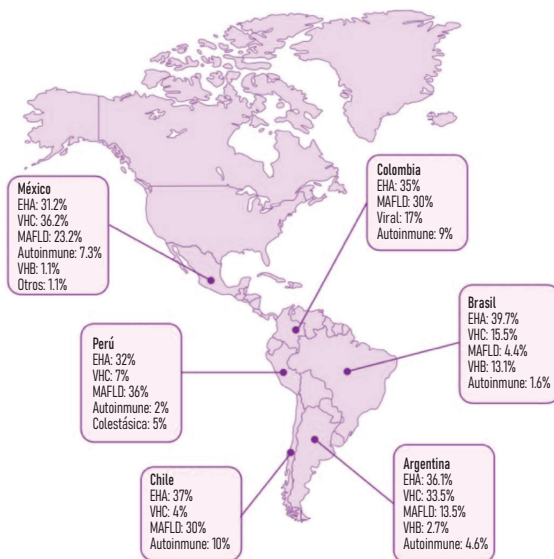 México
EHA: 31.2%
VHC: 36.2%
MAFLD: 23.2%
Autoinmune: 7.3%
VHB: 1.1%
Otros: 1.1%
Colombia
EHA: 35%
MAFLD: 30%
Viral: 17%
Autoinmune: 9%
Perú
EHA: 32%
VHC: 7%
MAFLD: 36%
Autoinmune: 2%
Colestásica: 5%
Brasil
EHA: 39.7%
VHC: 15.5%
MAFLD: 4.4%
VHB: 13.1%
Autoinmune: 1.6%
Chile
EHA: 37%
VHC: 4%
MAFLD: 30%
Autoinmune: 10%
Argentina
EHA: 36.1%
VHC: 33.5%
MAFLD: 13.5%
VHB: 2.7%
Autoinmune: 4.6%